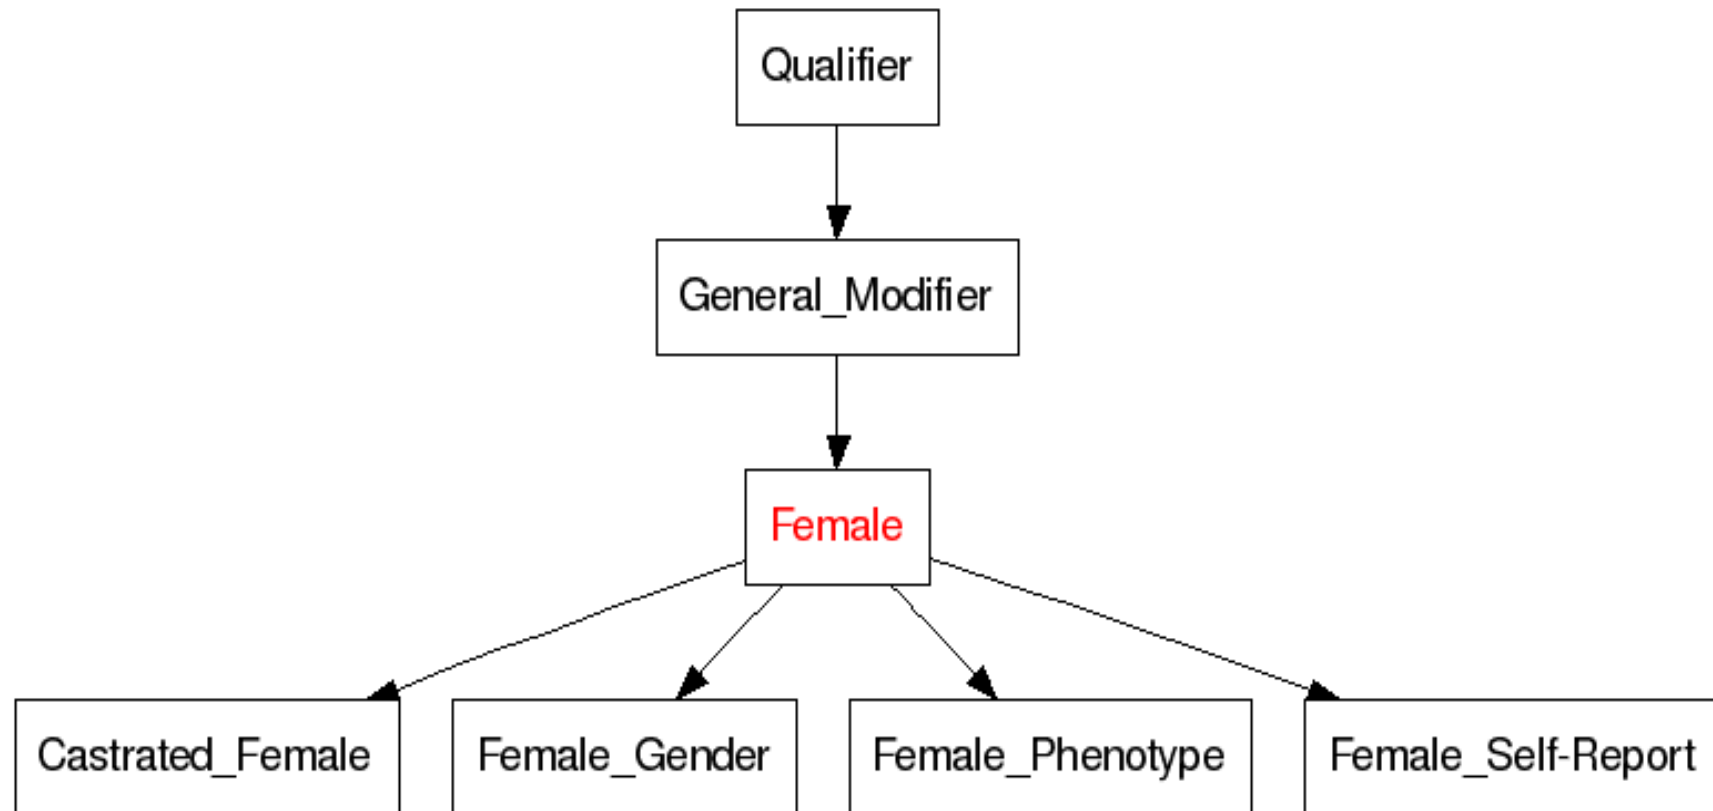 Qualifier
General_Modifier
Female
Castrated_Female
Female_Gender
Female_Phenotype
Female_Self-Report